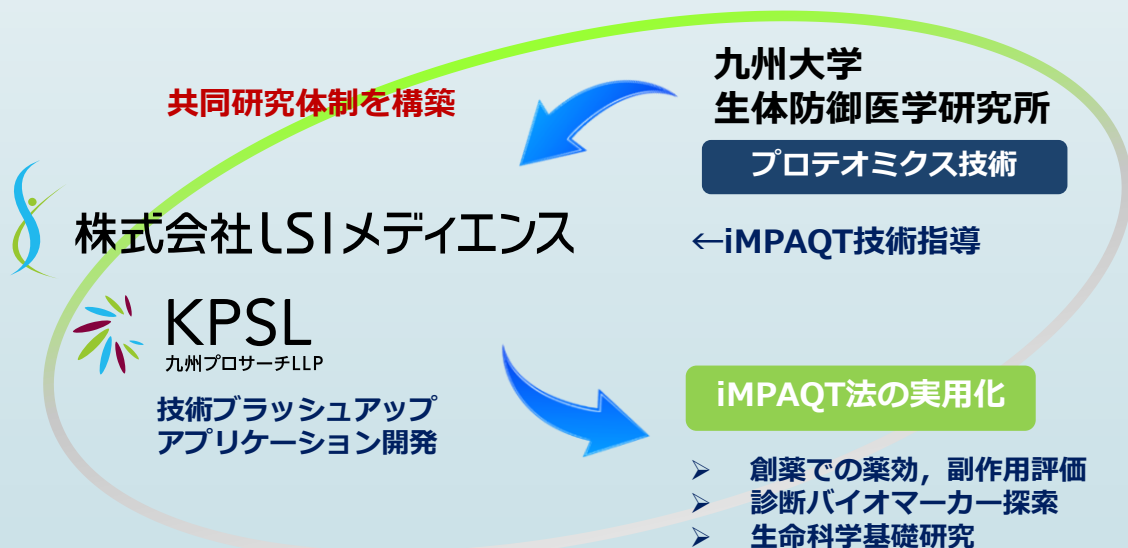 共同研究体制を構築
九州大学
生体防御医学研究所
プロテオミクス技術
株式会社LSIメディエンス
←iMPAQT技術指導
KPSL
九州プロサーチLLP
技術ブラッシュアップ
アプリケーション開発
iMPAQT法の実用化
➢ 創薬での薬効，副作用評価
➢ 診断バイオマーカー探索
➢ 生命科学基礎研究